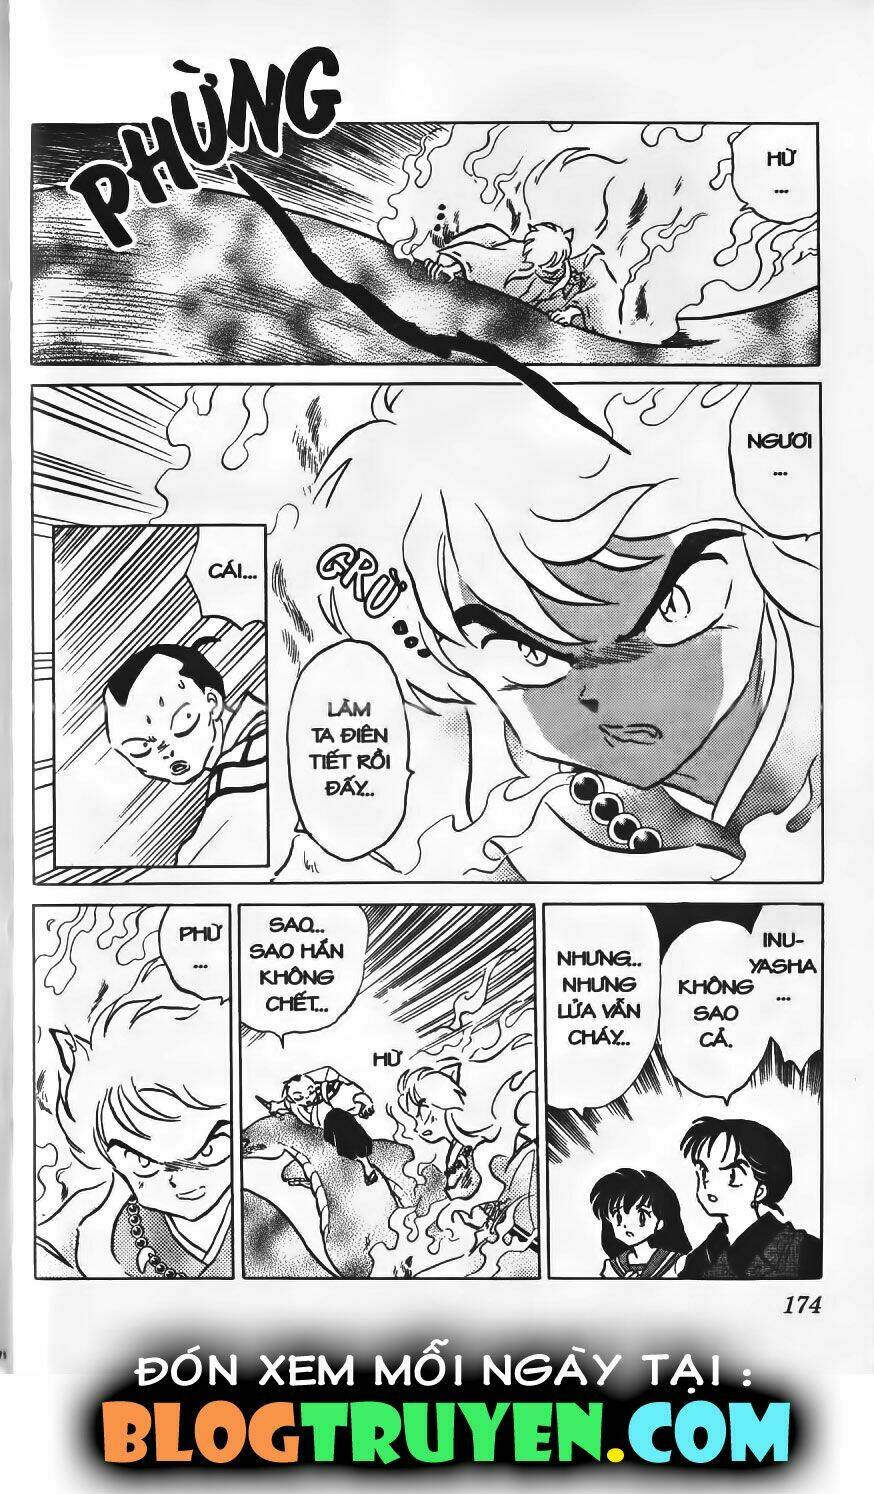 PHỪNG
HỪ
...
NGƯƠI
...
GRỪ...
LÀM
TA ĐIÊN
TIẾT RỒI
ĐẤY...
CÁI...
INU-
YASHA
...
KHÔNG
SAO
CẢ.
NHƯNG...
NHƯNG
LỬA VẪN
CHÁY...
SAO...
SAO HẮN
KHÔNG
CHẾT...
HỪ
PHỪ
...
174
ĐÓN XEM MỖI NGÀY TẠI :
BLOGTRUYEN.COM